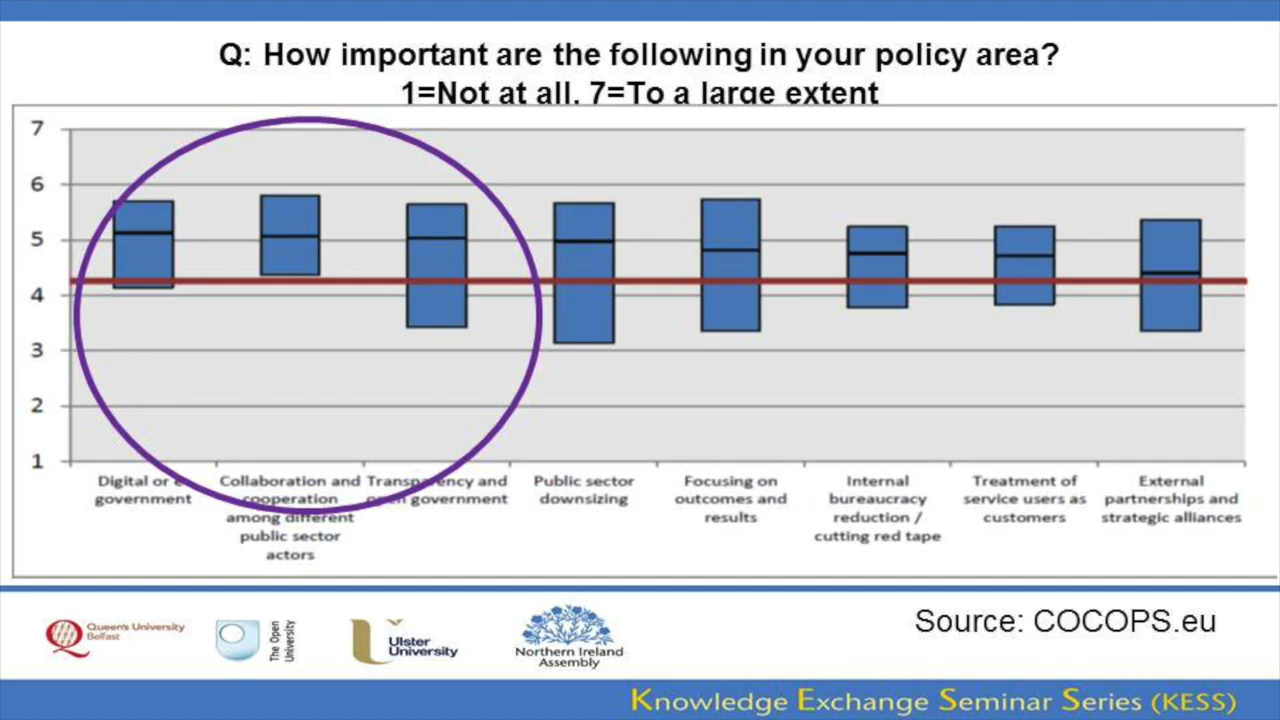 Q: How important are the following in your policy area?
1=Not at all, 7=To a large extent
7
6
5
4
3
2
1
Digital or e-
government
Collaboration and
cooperation
among different
public sector
actors
Transparency and
open government
Public sector
downsizing
Focusing on
outcomes and
results
Internal
bureaucracy
reduction /
cutting red tape
Treatment of
service users as
customers
External
partnerships and
strategic alliances
Source: COCOPS.eu
Queen's University
Belfast
The Open
University
Ulster
University
Northern Ireland
Assembly
Knowledge Exchange Seminar Series (KESS)